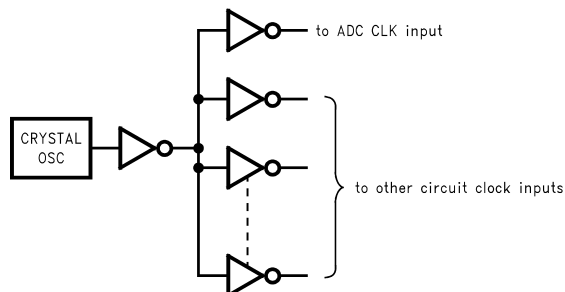 to ADC CLK input
CRYSTAL
OSC
to other circuit clock inputs